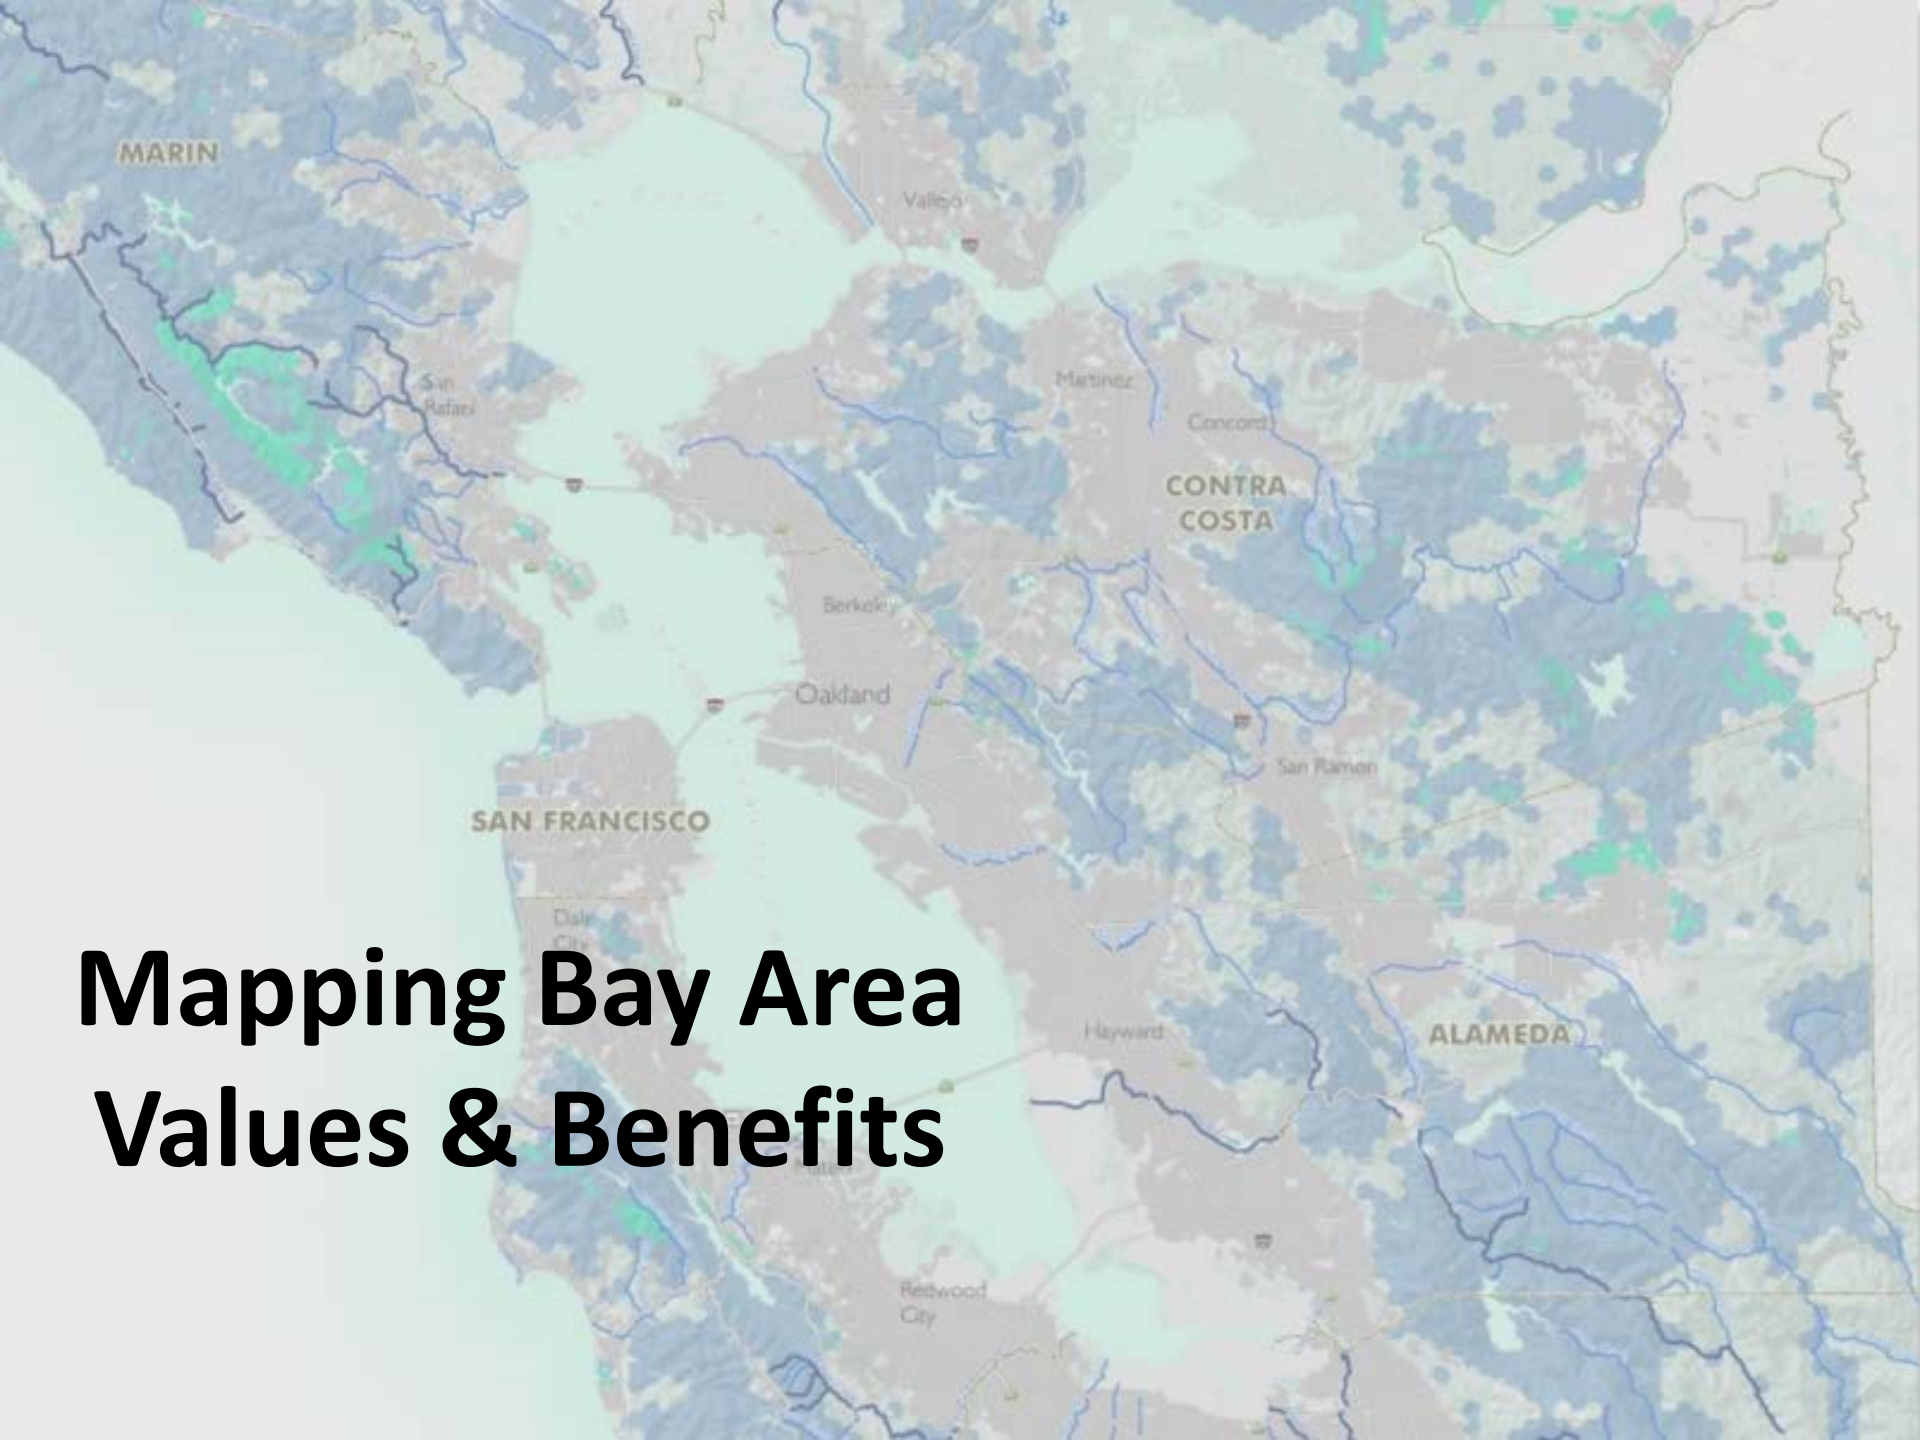 MARIN
Vallejo
San
Rafael
Martinez
Concord
CONTRA
COSTA
Berkeley
Oakland
San Ramon
SAN FRANCISCO
Daly
City
Mapping Bay Area
Values & Benefits
Hayward
ALAMEDA
Redwood
City